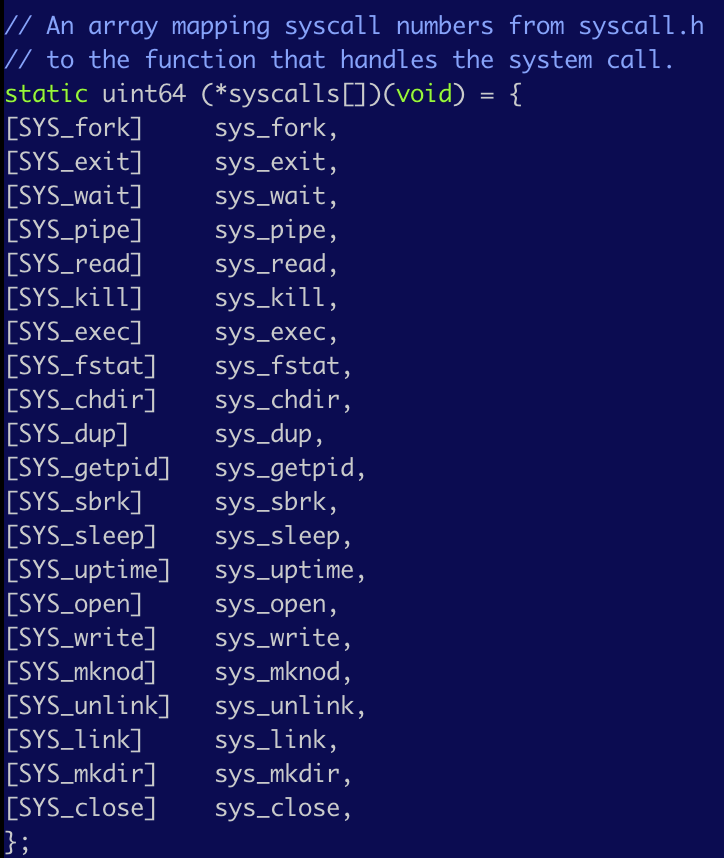 // An array mapping syscall numbers from syscall.h
// to the function that handles the system call.
static uint64 (*syscalls[])(void) = {
[SYS_fork]     sys_fork,
[SYS_exit]     sys_exit,
[SYS_wait]     sys_wait,
[SYS_pipe]     sys_pipe,
[SYS_read]     sys_read,
[SYS_kill]     sys_kill,
[SYS_exec]     sys_exec,
[SYS_fstat]    sys_fstat,
[SYS_chdir]    sys_chdir,
[SYS_dup]      sys_dup,
[SYS_getpid]   sys_getpid,
[SYS_sbrk]     sys_sbrk,
[SYS_sleep]    sys_sleep,
[SYS_uptime]   sys_uptime,
[SYS_open]     sys_open,
[SYS_write]    sys_write,
[SYS_mknod]    sys_mknod,
[SYS_unlink]   sys_unlink,
[SYS_link]     sys_link,
[SYS_mkdir]    sys_mkdir,
[SYS_close]    sys_close,
};